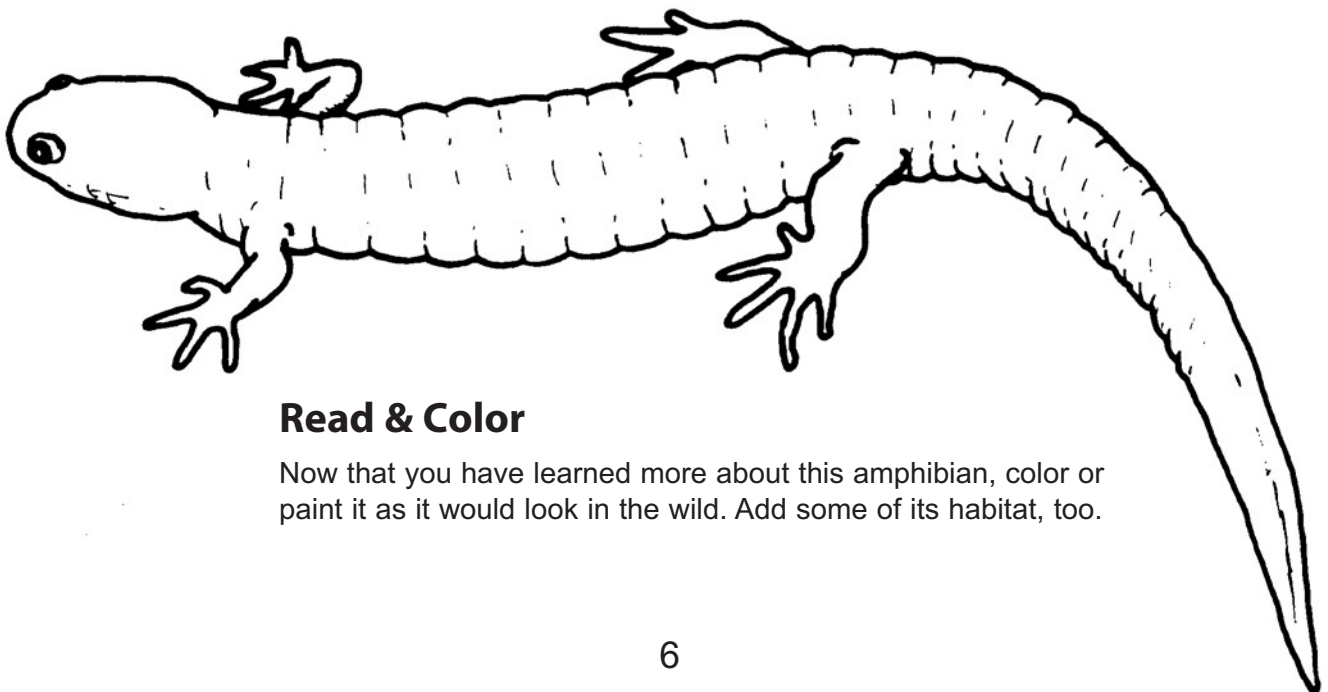 Read & Color
Now that you have learned more about this amphibian, color or
paint it as it would look in the wild. Add some of its habitat, too.
6